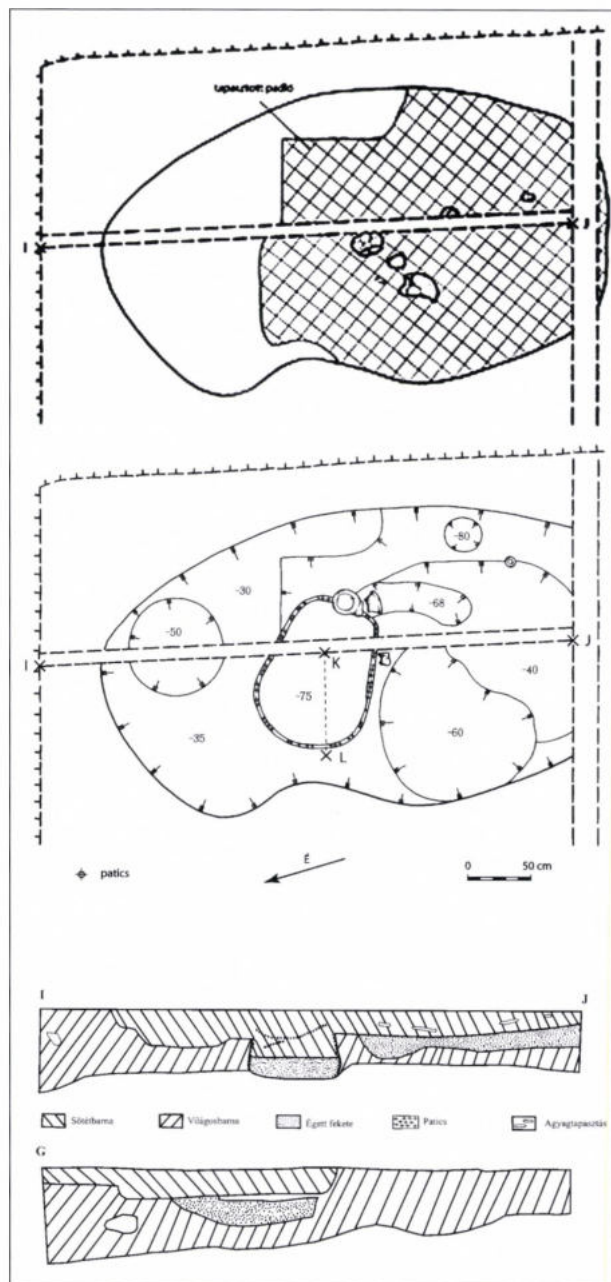 tapasztott padló
I J
-80
-30
-68
-50
I K J
-40
-75
-35
-60
L
patics É 0 50 cm
I J
Sötétbarna Világosbarna Égett fekete Patics Agyagtapasztás
G